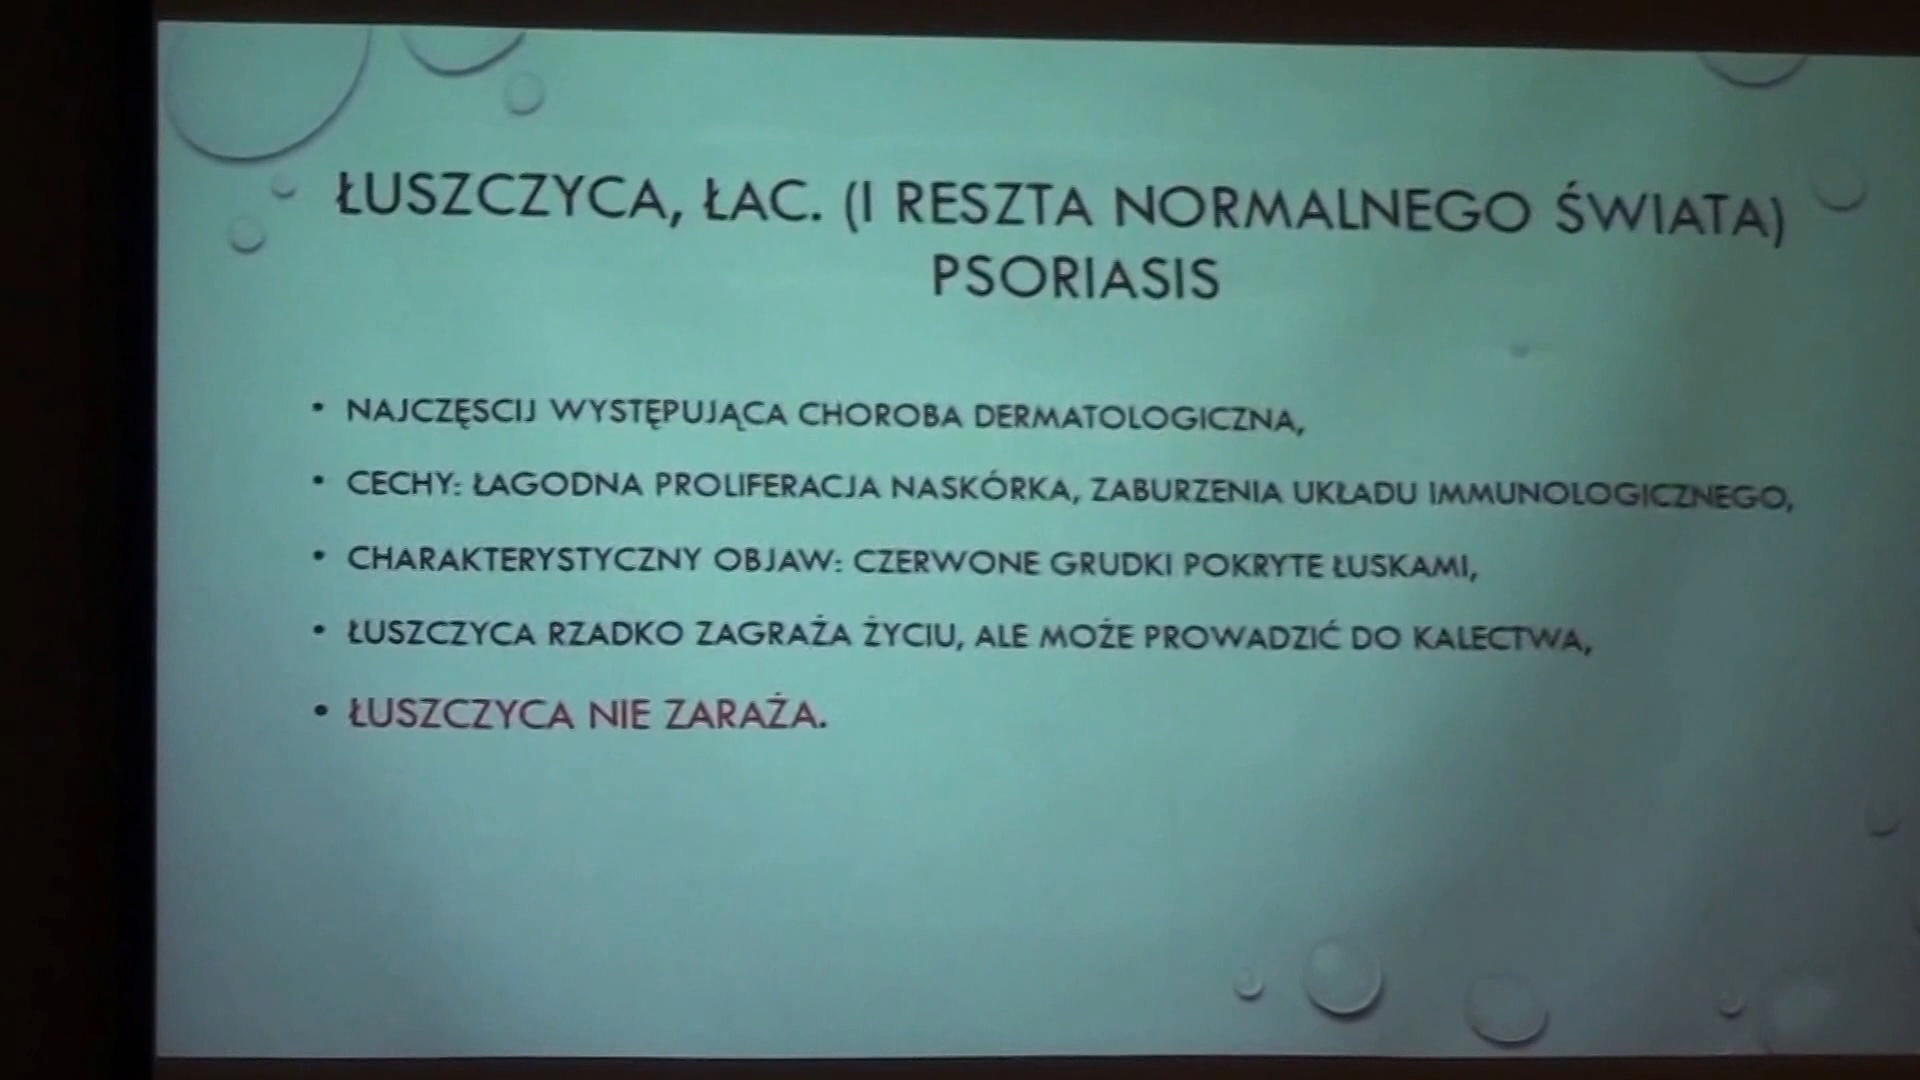 ŁUSZCZYCA, ŁAC. (I RESZTA NORMALNEGO ŚWIATA)
PSORIASIS
• NAJCZĘSCIJ WYSTĘPUJĄCA CHOROBA DERMATOLOGICZNA,
• CECHY: ŁAGODNA PROLIFERACJA NASKÓRKA, ZABURZENIA UKŁADU IMMUNOLOGICZNEGO,
• CHARAKTERYSTYCZNY OBJAW: CZERWONE GRUDKI POKRYTE ŁUSKAMI,
• ŁUSZCZYCA RZADKO ZAGRAŻA ŻYCIU, ALE MOŻE PROWADZIĆ DO KALECTWA,
• ŁUSZCZYCA NIE ZARAŻA.